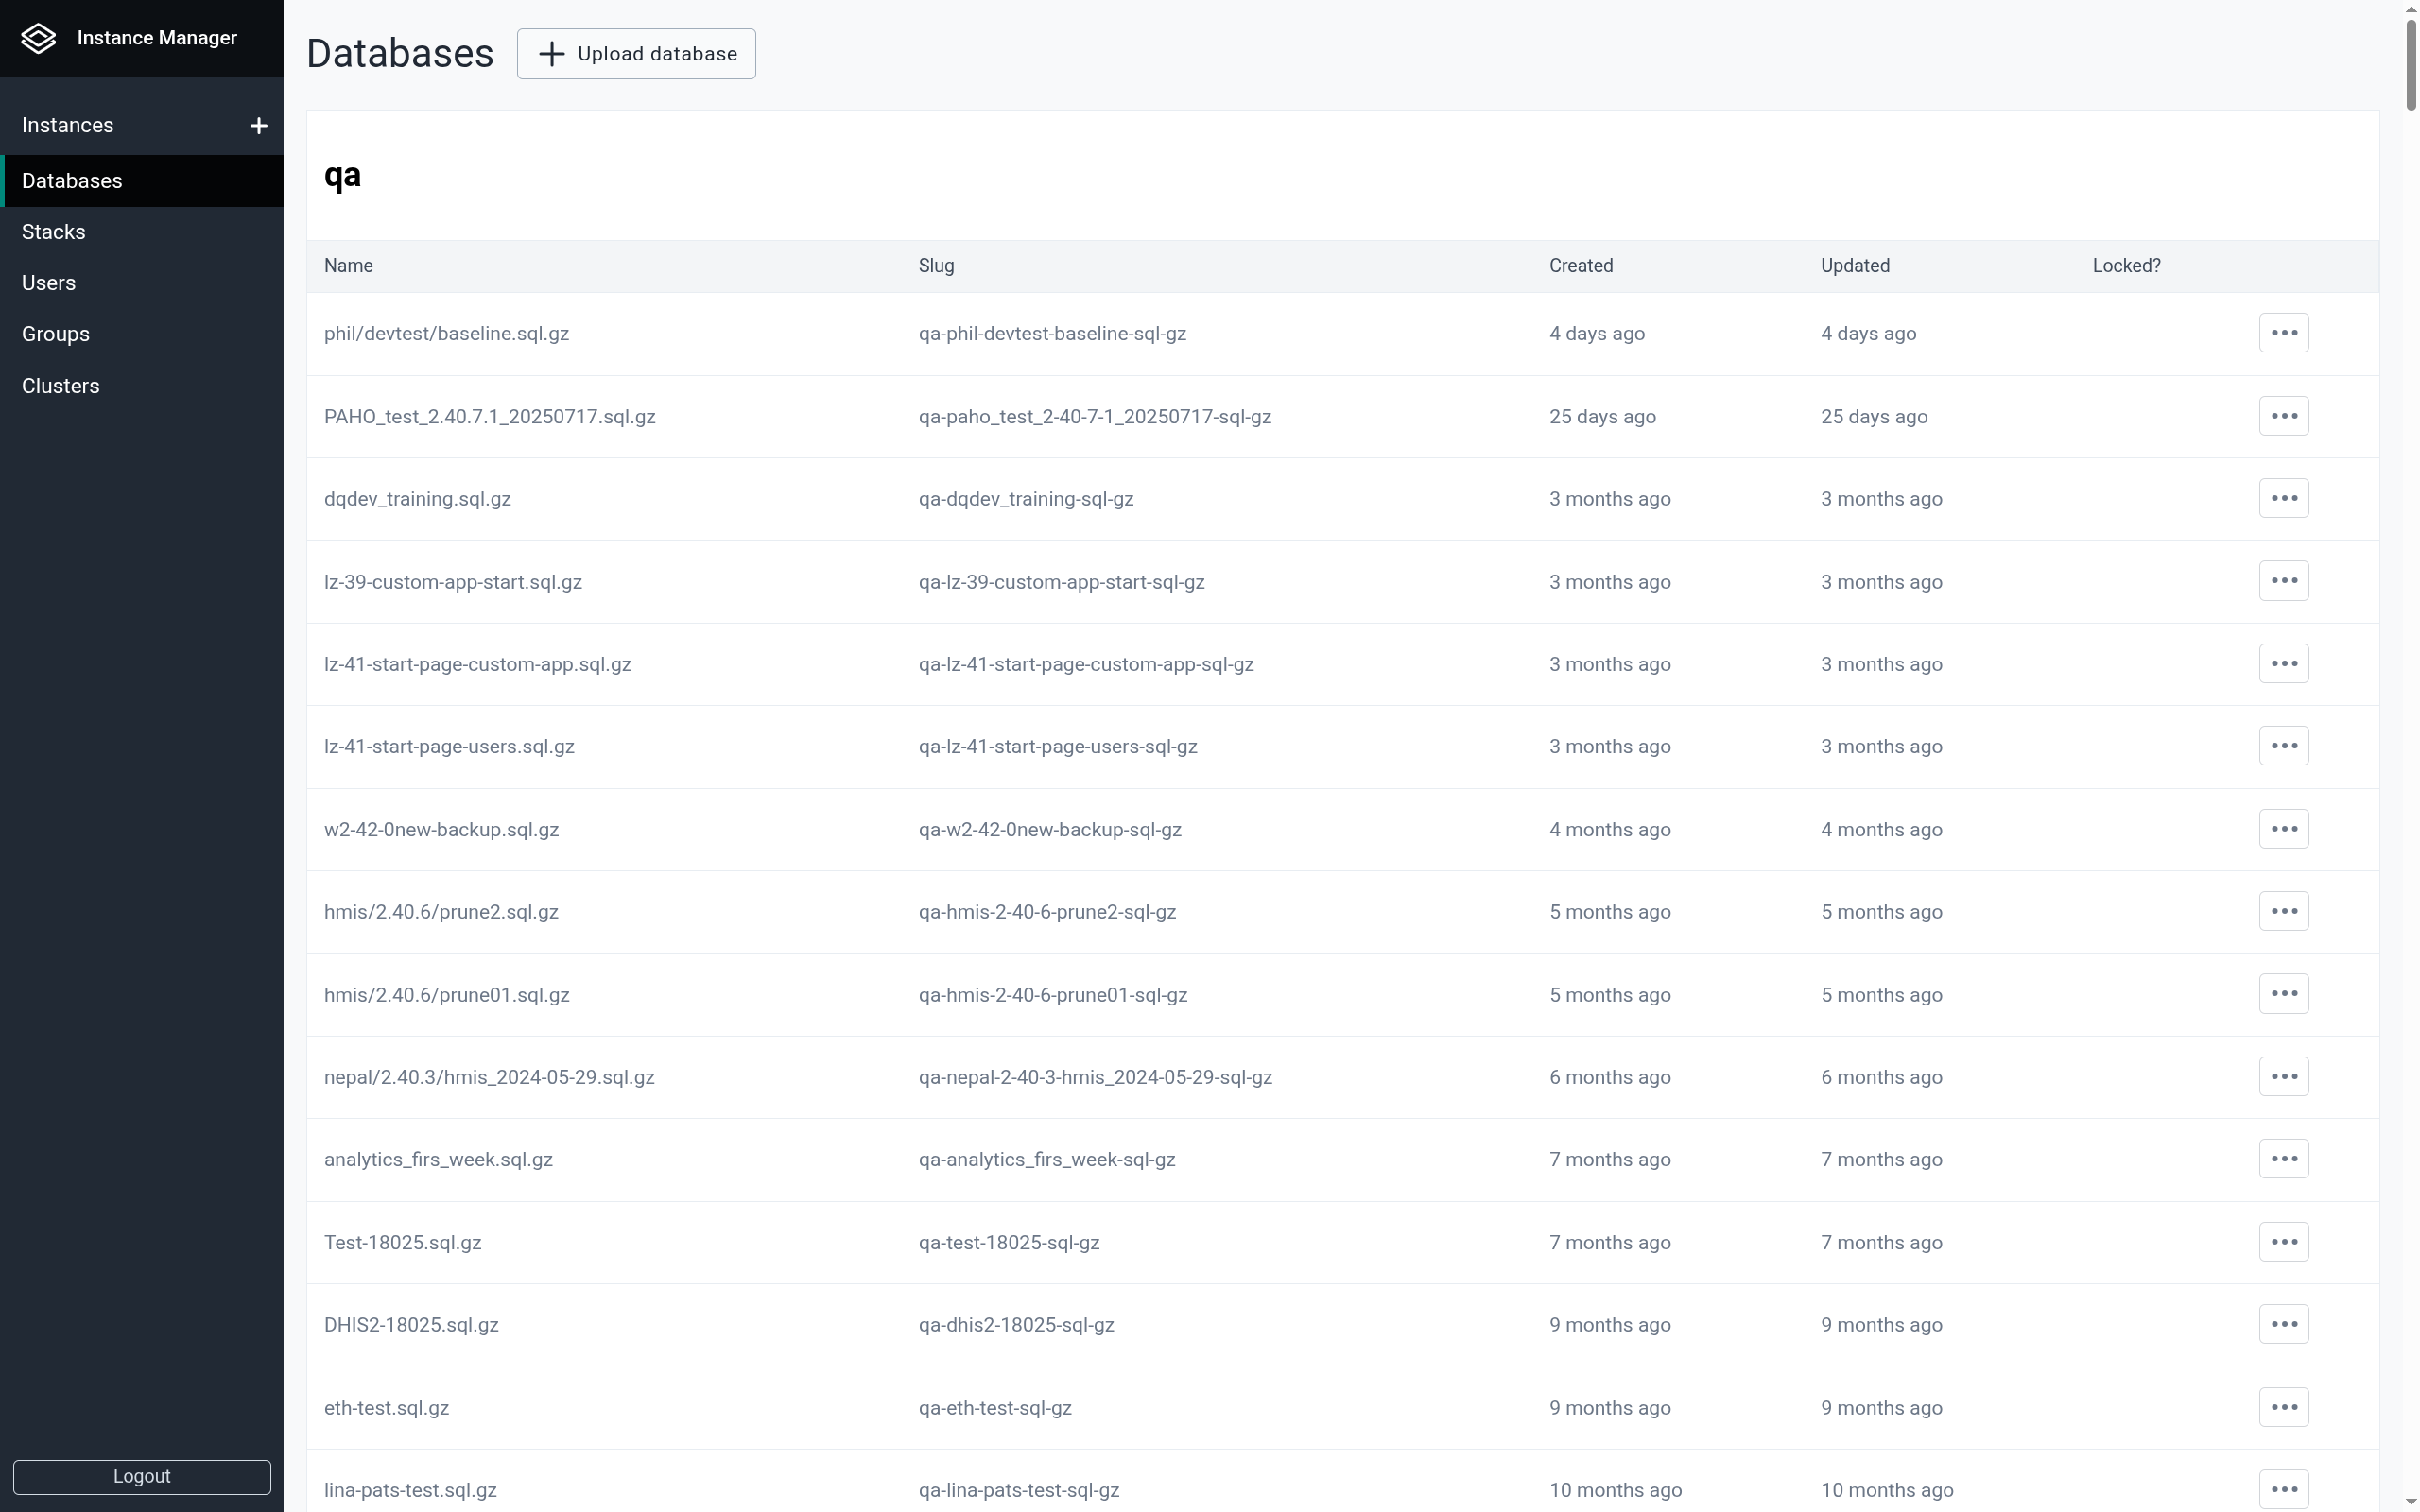 Instance Manager
Instances
Databases
Stacks
Users
Groups
Clusters
Logout
Databases
Upload database
qa
Name Slug Created Updated Locked?
phil/devtest/baseline.sql.gz qa-phil-devtest-baseline-sql-gz 4 days ago 4 days ago
PAHO_test_2.40.7.1_20250717.sql.gz qa-paho_test_2-40-7-1_20250717-sql-gz 25 days ago 25 days ago
dqdev_training.sql.gz qa-dqdev_training-sql-gz 3 months ago 3 months ago
lz-39-custom-app-start.sql.gz qa-lz-39-custom-app-start-sql-gz 3 months ago 3 months ago
lz-41-start-page-custom-app.sql.gz qa-lz-41-start-page-custom-app-sql-gz 3 months ago 3 months ago
lz-41-start-page-users.sql.gz qa-lz-41-start-page-users-sql-gz 3 months ago 3 months ago
w2-42-0new-backup.sql.gz qa-w2-42-0new-backup-sql-gz 4 months ago 4 months ago
hmis/2.40.6/prune2.sql.gz qa-hmis-2-40-6-prune2-sql-gz 5 months ago 5 months ago
hmis/2.40.6/prune01.sql.gz qa-hmis-2-40-6-prune01-sql-gz 5 months ago 5 months ago
nepal/2.40.3/hmis_2024-05-29.sql.gz qa-nepal-2-40-3-hmis_2024-05-29-sql-gz 6 months ago 6 months ago
analytics_firs_week.sql.gz qa-analytics_firs_week-sql-gz 7 months ago 7 months ago
Test-18025.sql.gz qa-test-18025-sql-gz 7 months ago 7 months ago
DHIS2-18025.sql.gz qa-dhis2-18025-sql-gz 9 months ago 9 months ago
eth-test.sql.gz qa-eth-test-sql-gz 9 months ago 9 months ago
lina-pats-test.sql.gz qa-lina-pats-test-sql-gz 10 months ago 10 months ago